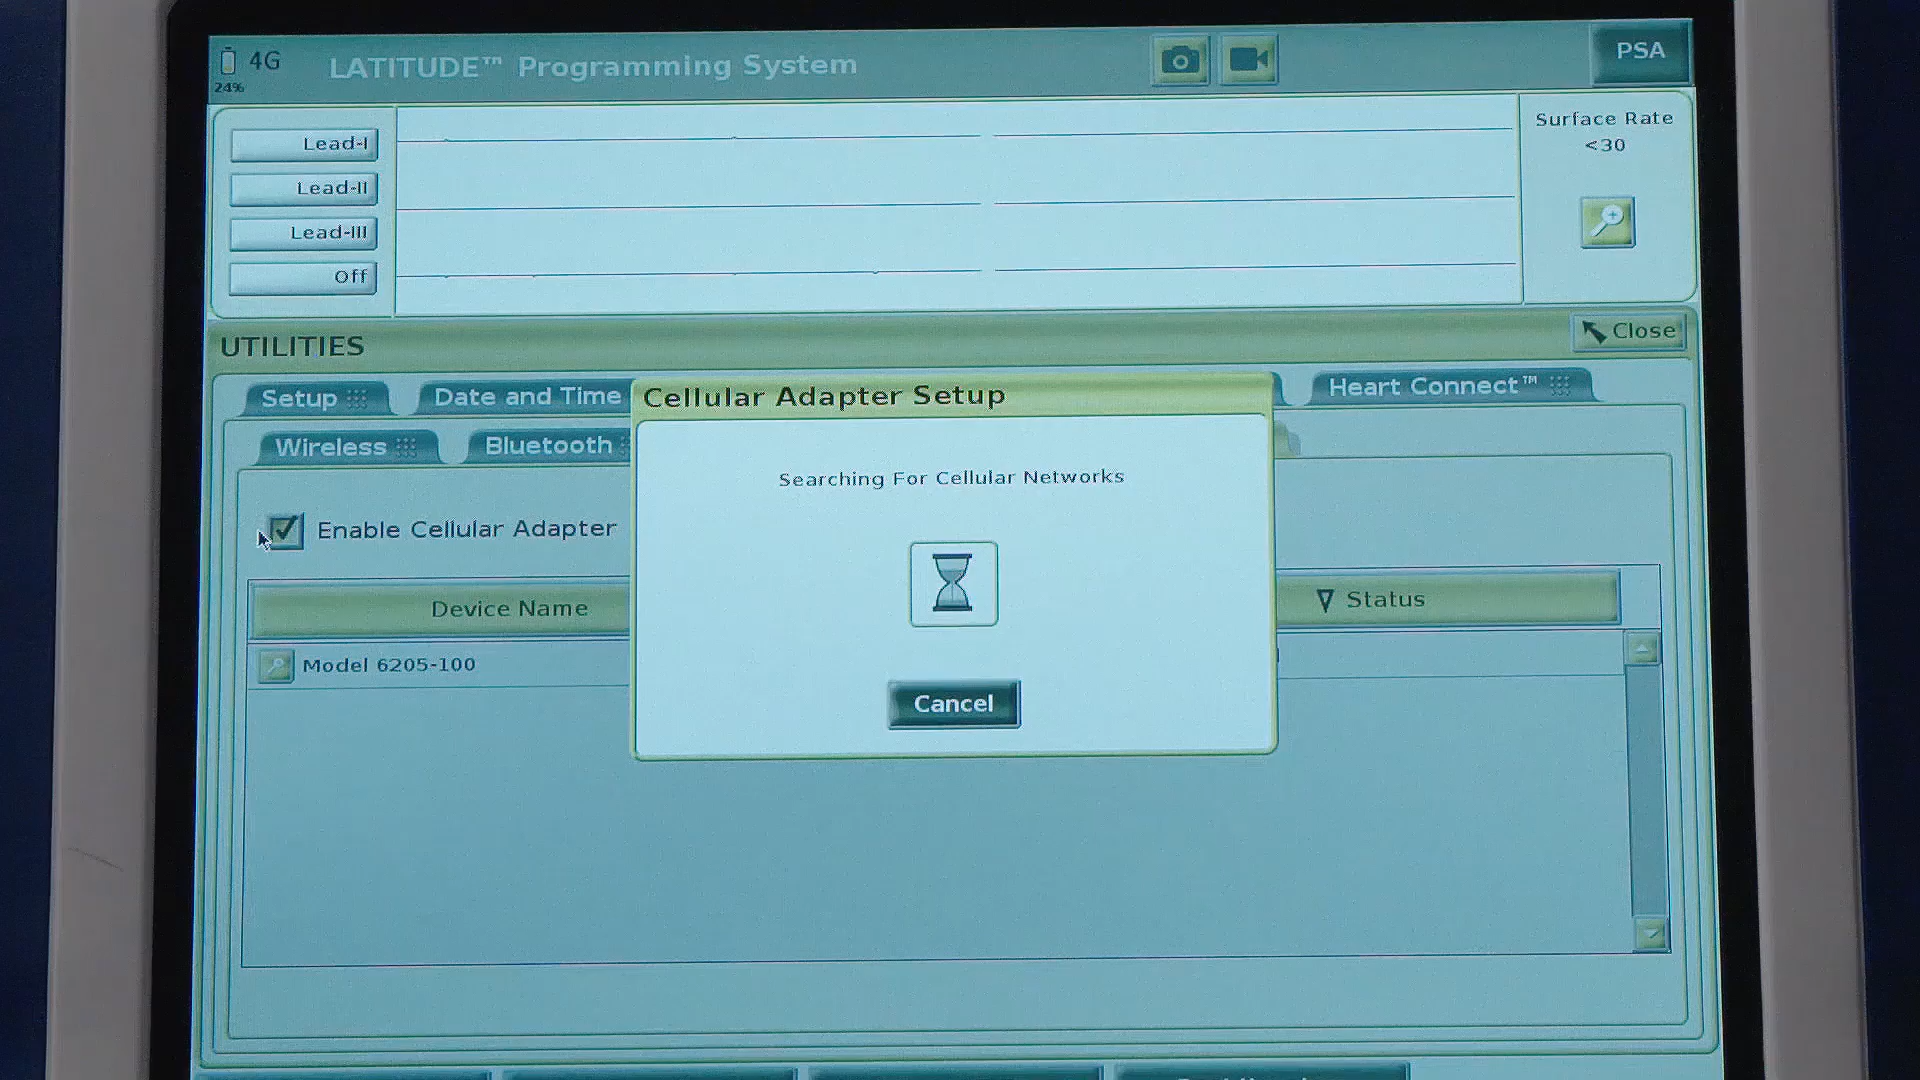 4G
24%
LATITUDE™ Programming System
PSA
Lead-I
Lead-II
Lead-III
Off
Surface Rate
<30
UTILITIES
Close
Setup
Date and Time
Heart Connect™
Wireless
Bluetooth
Cellular Adapter Setup
Searching For Cellular Networks
Cancel
Enable Cellular Adapter
Device Name
Status
Model 6205-100